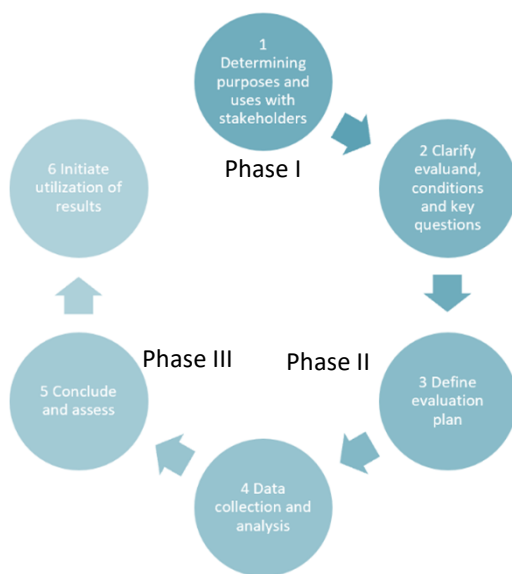 1
Determining
purposes and
uses with
stakeholders
Phase I
2 Clarify
evaluand,
conditions
and key
questions
Phase II
3 Define
evaluation
plan
4 Data
collection and
analysis
Phase III
5 Conclude
and assess
6 Initiate
utilization of
results